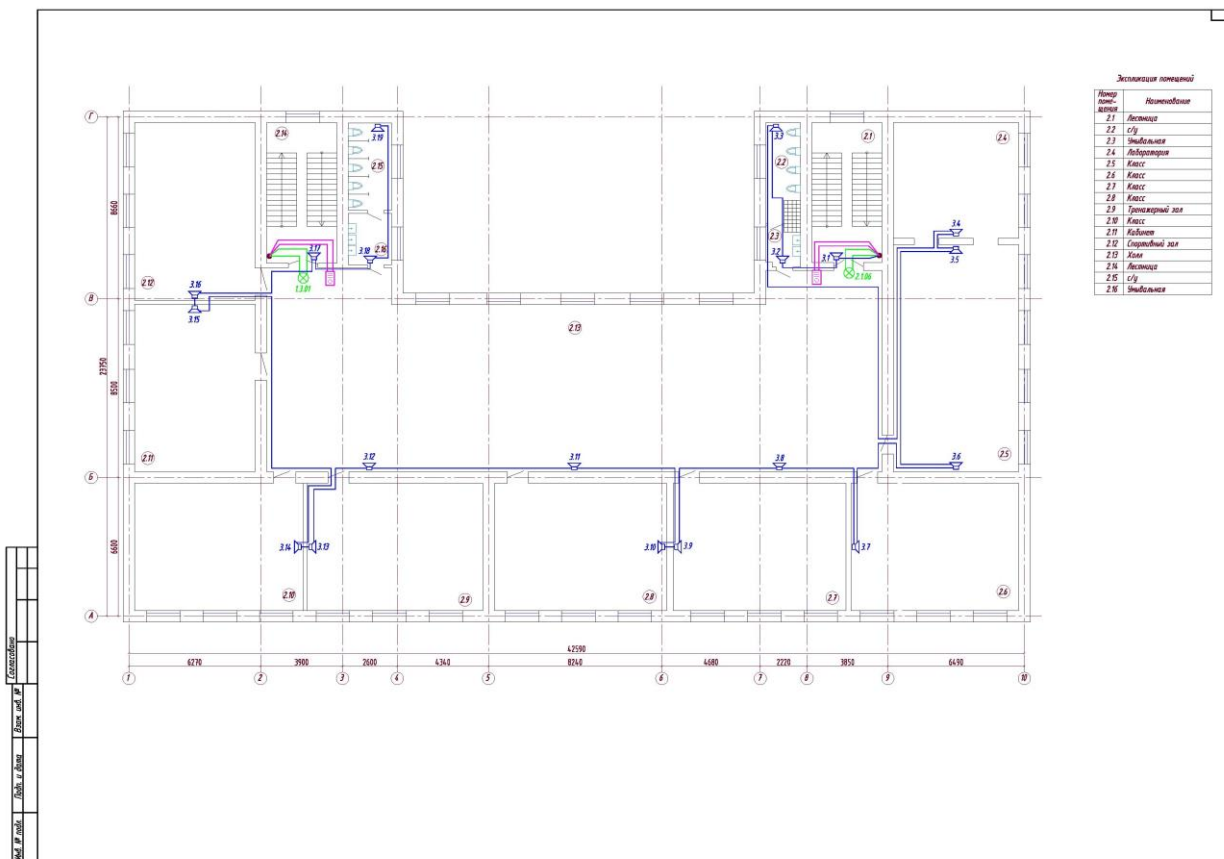 Экспликация помещений
Номер поме- щения Наименование
2.1 Лестница
2.2 с/у
2.3 Умывальная
2.4 Лаборатория
2.5 Класс
2.6 Класс
2.7 Класс
2.8 Класс
2.9 Тренажерный зал
2.10 Класс
2.11 Кабинет
2.12 Спортивный зал
2.13 Холл
2.14 Лестница
2.15 с/у
2.16 Умывальная
Г
2.14
3.19
2.15
3.3
2.2
2.1
2.4
8660
3.4
2.16
2.3
3.17
3.18
3.2
3.1
3.5
2.12
1.3.01
2.1.06
3.16
В
3.15
2.13
23750
8500
2.11
3.12
3.11
3.8
3.6
2.5
Б
6600
3.14
3.13
3.10
3.9
3.7
2.10
2.9
2.8
2.7
2.6
А
42590
6270
3900
2600
4340
8240
4680
2220
3850
6490
1
2
3
4
5
6
7
8
9
10
Согласовано
Взам. инв. №
Подп. и дата
Инв. № подл.